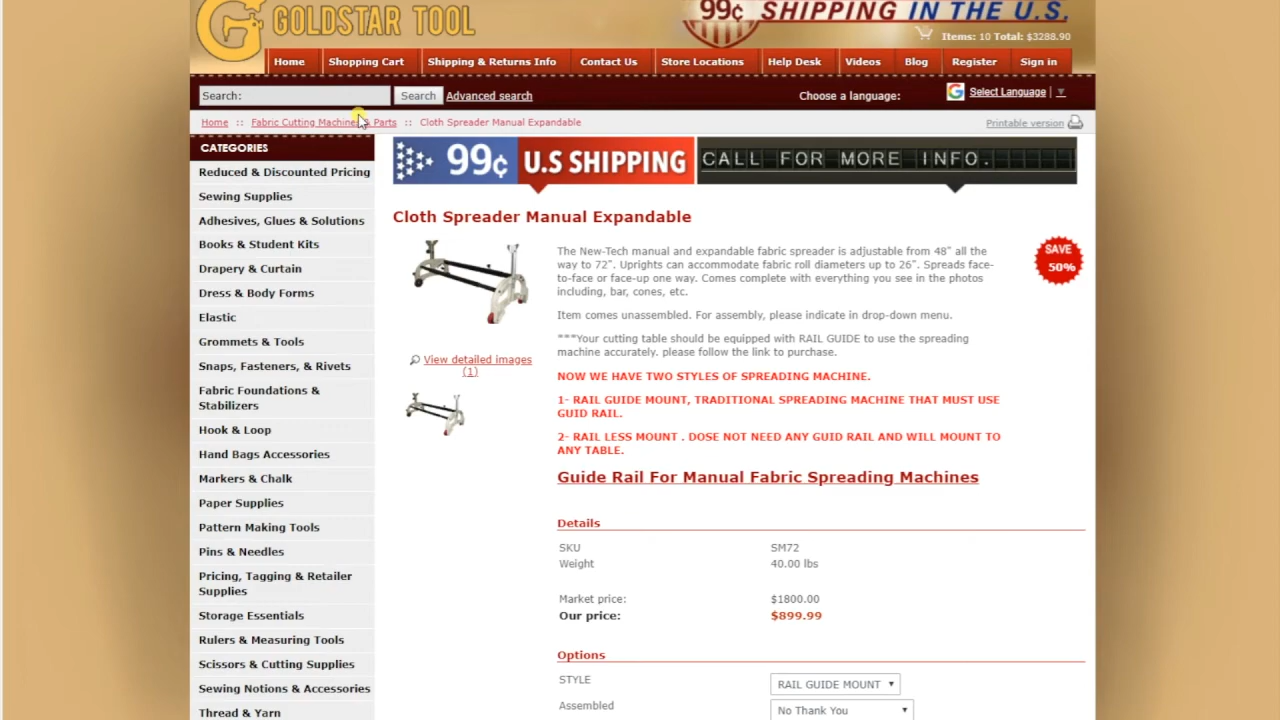 GOLDSTAR TOOL
99¢ SHIPPING IN THE U.S.
Items: 10 Total: $3288.90
Home
Shopping Cart
Shipping & Returns Info
Contact Us
Store Locations
Help Desk
Videos
Blog
Register
Sign in
Search:
Search
Advanced search
Choose a language:
G Select Language | ▼
Home :: Fabric Cutting Machines & Parts :: Cloth Spreader Manual Expandable
Printable version
CATEGORIES
Reduced & Discounted Pricing
Sewing Supplies
Adhesives, Glues & Solutions
Books & Student Kits
Drapery & Curtain
Dress & Body Forms
Elastic
Grommets & Tools
Snaps, Fasteners, & Rivets
Fabric Foundations &
Stabilizers
Hook & Loop
Hand Bags Accessories
Markers & Chalk
Paper Supplies
Pattern Making Tools
Pins & Needles
Pricing, Tagging & Retailer
Supplies
Storage Essentials
Rulers & Measuring Tools
Scissors & Cutting Supplies
Sewing Notions & Accessories
Thread & Yarn
99¢ U.S SHIPPING
CALL FOR MORE INFO.
Cloth Spreader Manual Expandable
View detailed images
(1)
The New-Tech manual and expandable fabric spreader is adjustable from 48" all the
way to 72". Uprights can accommodate fabric roll diameters up to 26". Spreads face-
to-face or face-up one way. Comes complete with everything you see in the photos
including, bar, cones, etc.
Item comes unassembled. For assembly, please indicate in drop-down menu.
***Your cutting table should be equipped with RAIL GUIDE to use the spreading
machine accurately. please follow the link to purchase.
NOW WE HAVE TWO STYLES OF SPREADING MACHINE.
1- RAIL GUIDE MOUNT, TRADITIONAL SPREADING MACHINE THAT MUST USE
GUID RAIL.
2- RAIL LESS MOUNT . DOSE NOT NEED ANY GUID RAIL AND WILL MOUNT TO
ANY TABLE.
Guide Rail For Manual Fabric Spreading Machines
SAVE
50%
Details
SKU SM72
Weight 40.00 lbs
Market price: $1800.00
Our price: $899.99
Options
STYLE RAIL GUIDE MOUNT ▼
Assembled No Thank You ▼